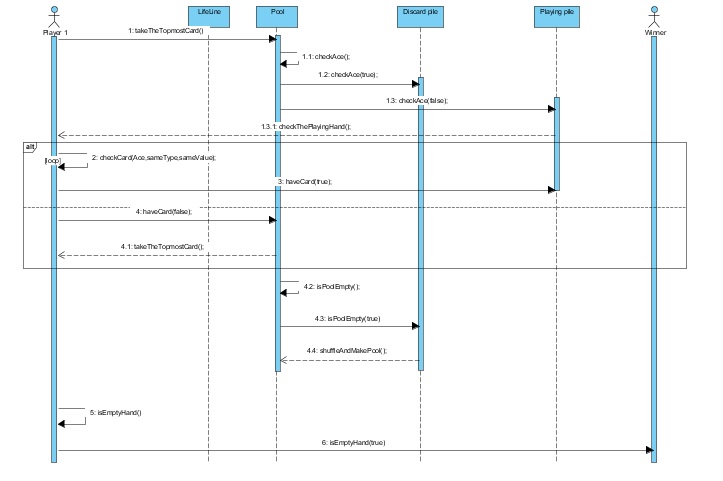 LifeLine
Pool
Discard pile
Playing pile
Player 1
Winner
1: takeTheTopmostCard()
1.1: checkAce();
1.2: checkAce(true);
1.3: checkAce(false);
1.3.1: checkThePlayingHand();
alt
[loop]
2: checkCard(Ace,sameType,sameValue);
3: haveCard(true);
4: haveCard(false);
4.1: takeTheTopmostCard();
4.2: isPoolEmpty();
4.3: isPoolEmpty(true)
4.4: shuffleAndMakePool();
5: isEmptyHand()
6: isEmptyHand(true)